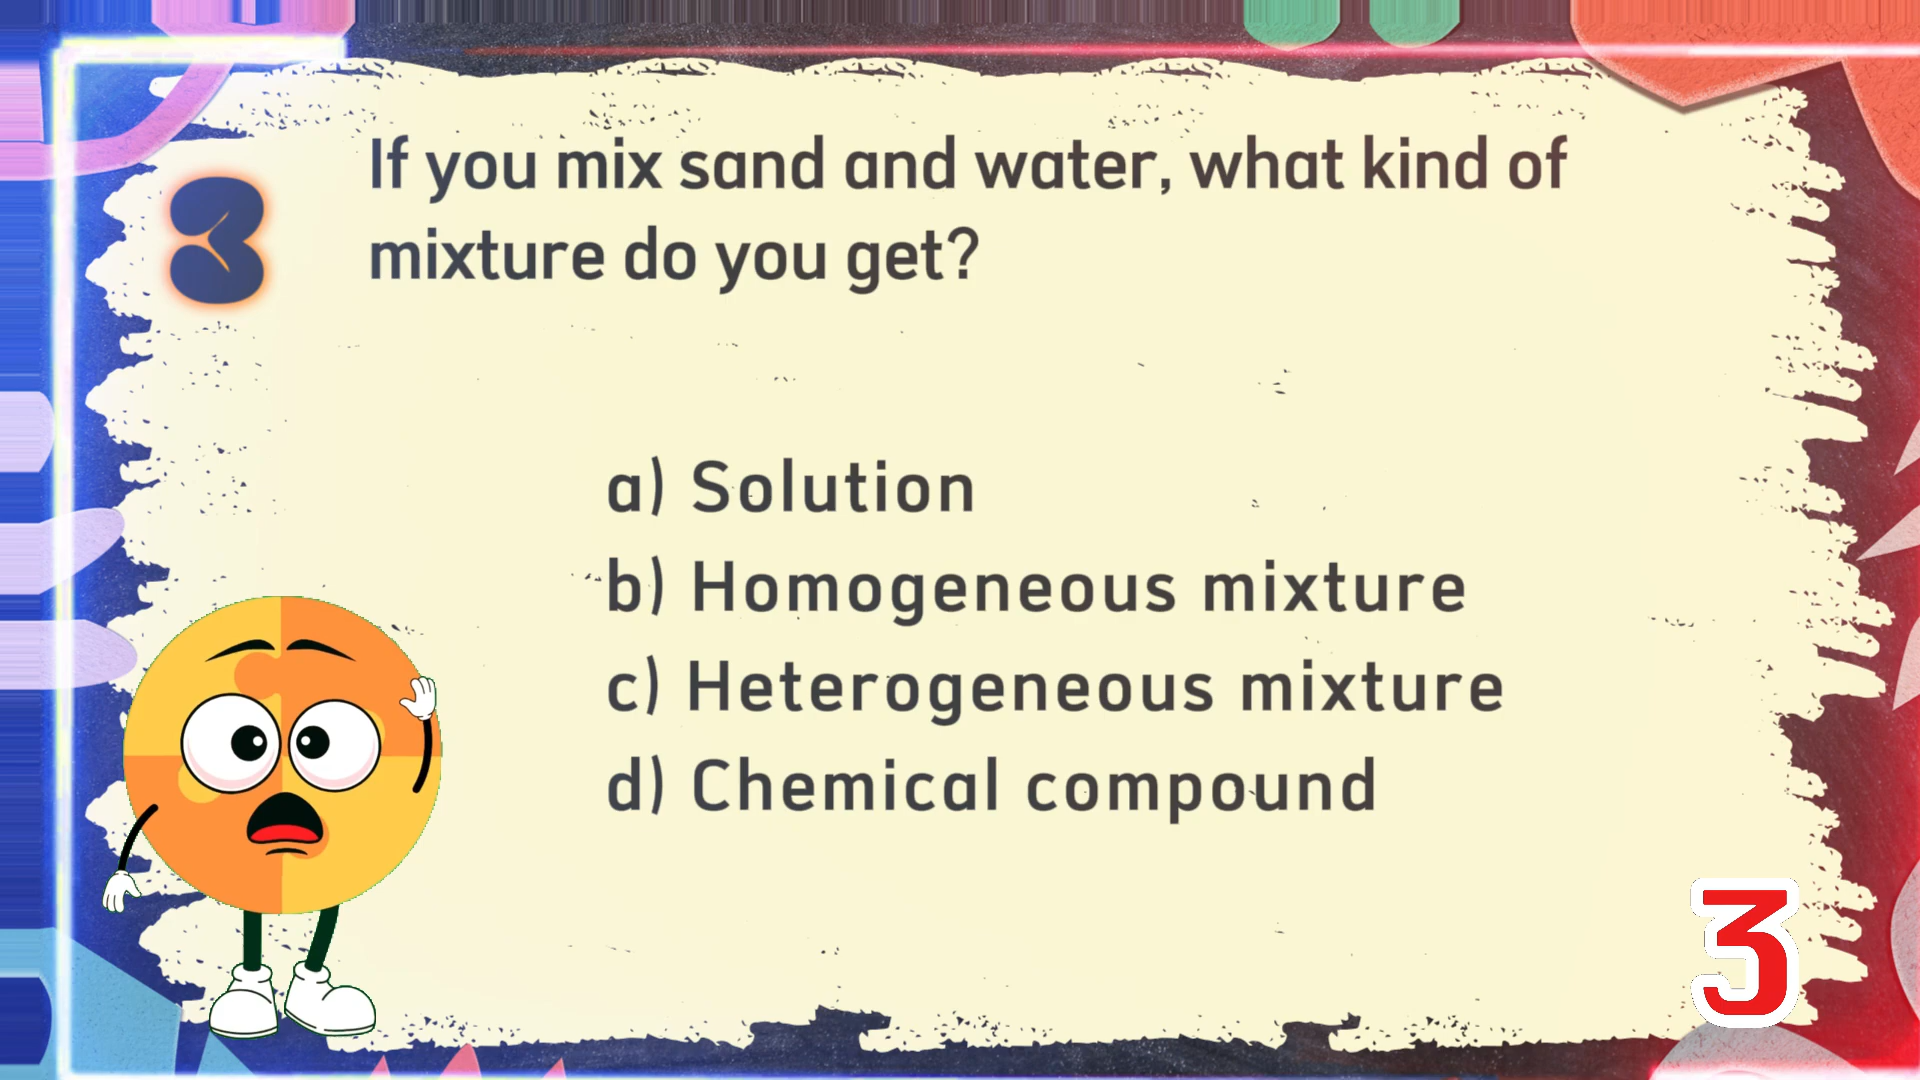 3
If you mix sand and water, what kind of
mixture do you get?
a) Solution
b) Homogeneous mixture
c) Heterogeneous mixture
d) Chemical compound
3